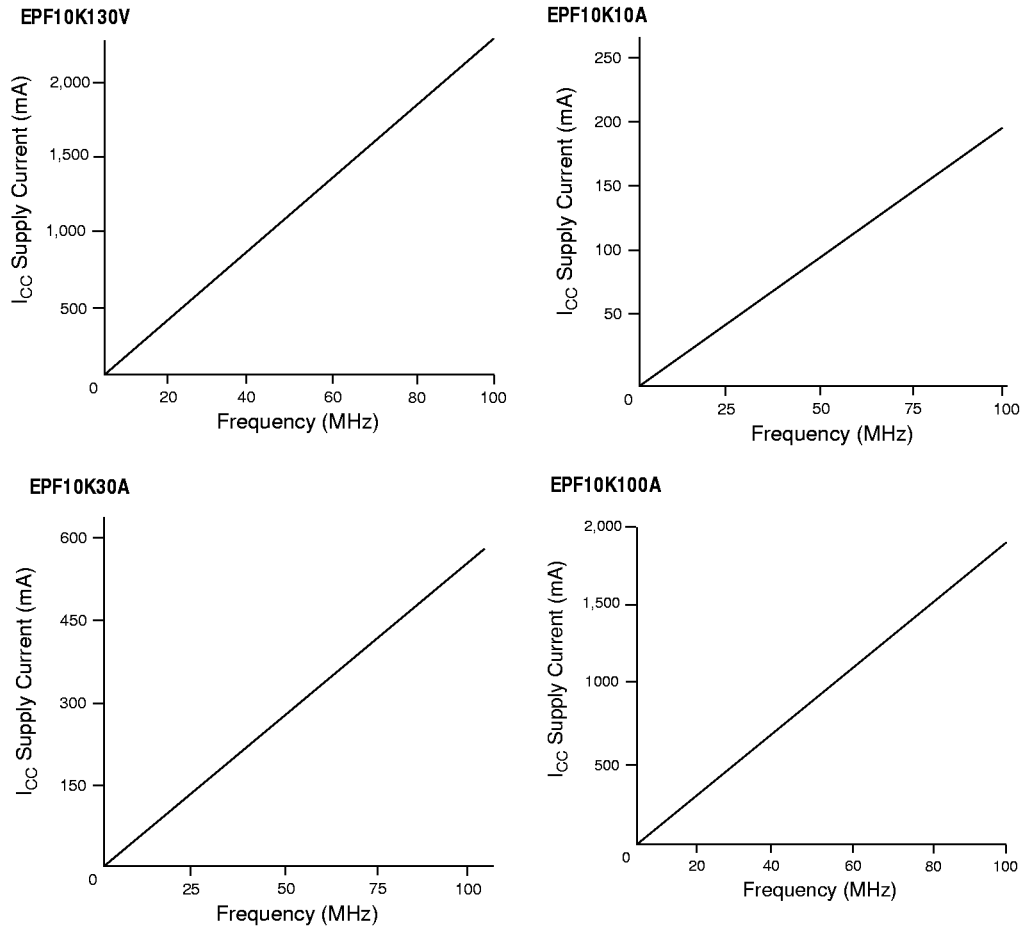 EPF10K130V
2,000
1,500
1,000
500
0
20 40 60 80 100
ICC Supply Current (mA)
Frequency (MHz)
EPF10K10A
250
200
150
100
50
0
25 50 75 100
ICC Supply Current (mA)
Frequency (MHz)
EPF10K30A
600
450
300
150
0
25 50 75 100
ICC Supply Current (mA)
Frequency (MHz)
EPF10K100A
2,000
1,500
1000
500
0
20 40 60 80 100
ICC Supply Current (mA)
Frequency (MHz)